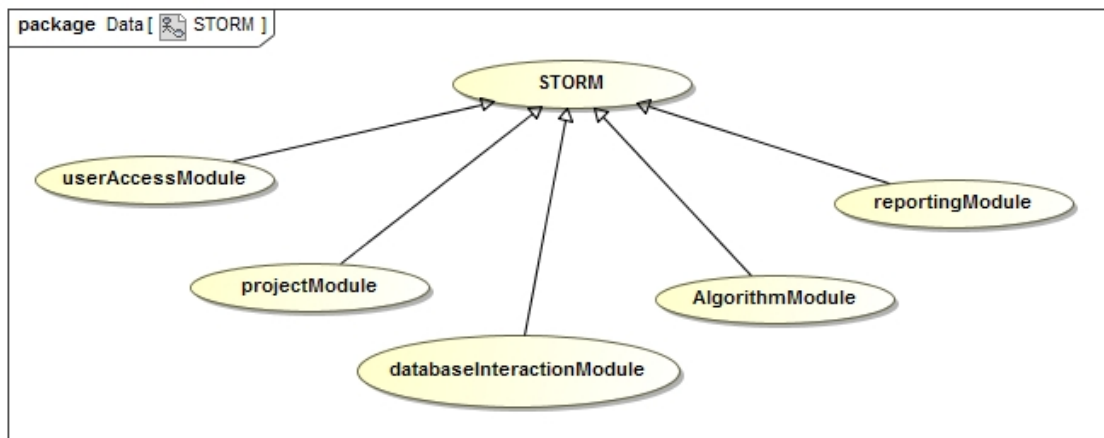 package Data [ STORM ]
STORM
userAccessModule
reportingModule
projectModule
AlgorithmModule
databaseInteractionModule